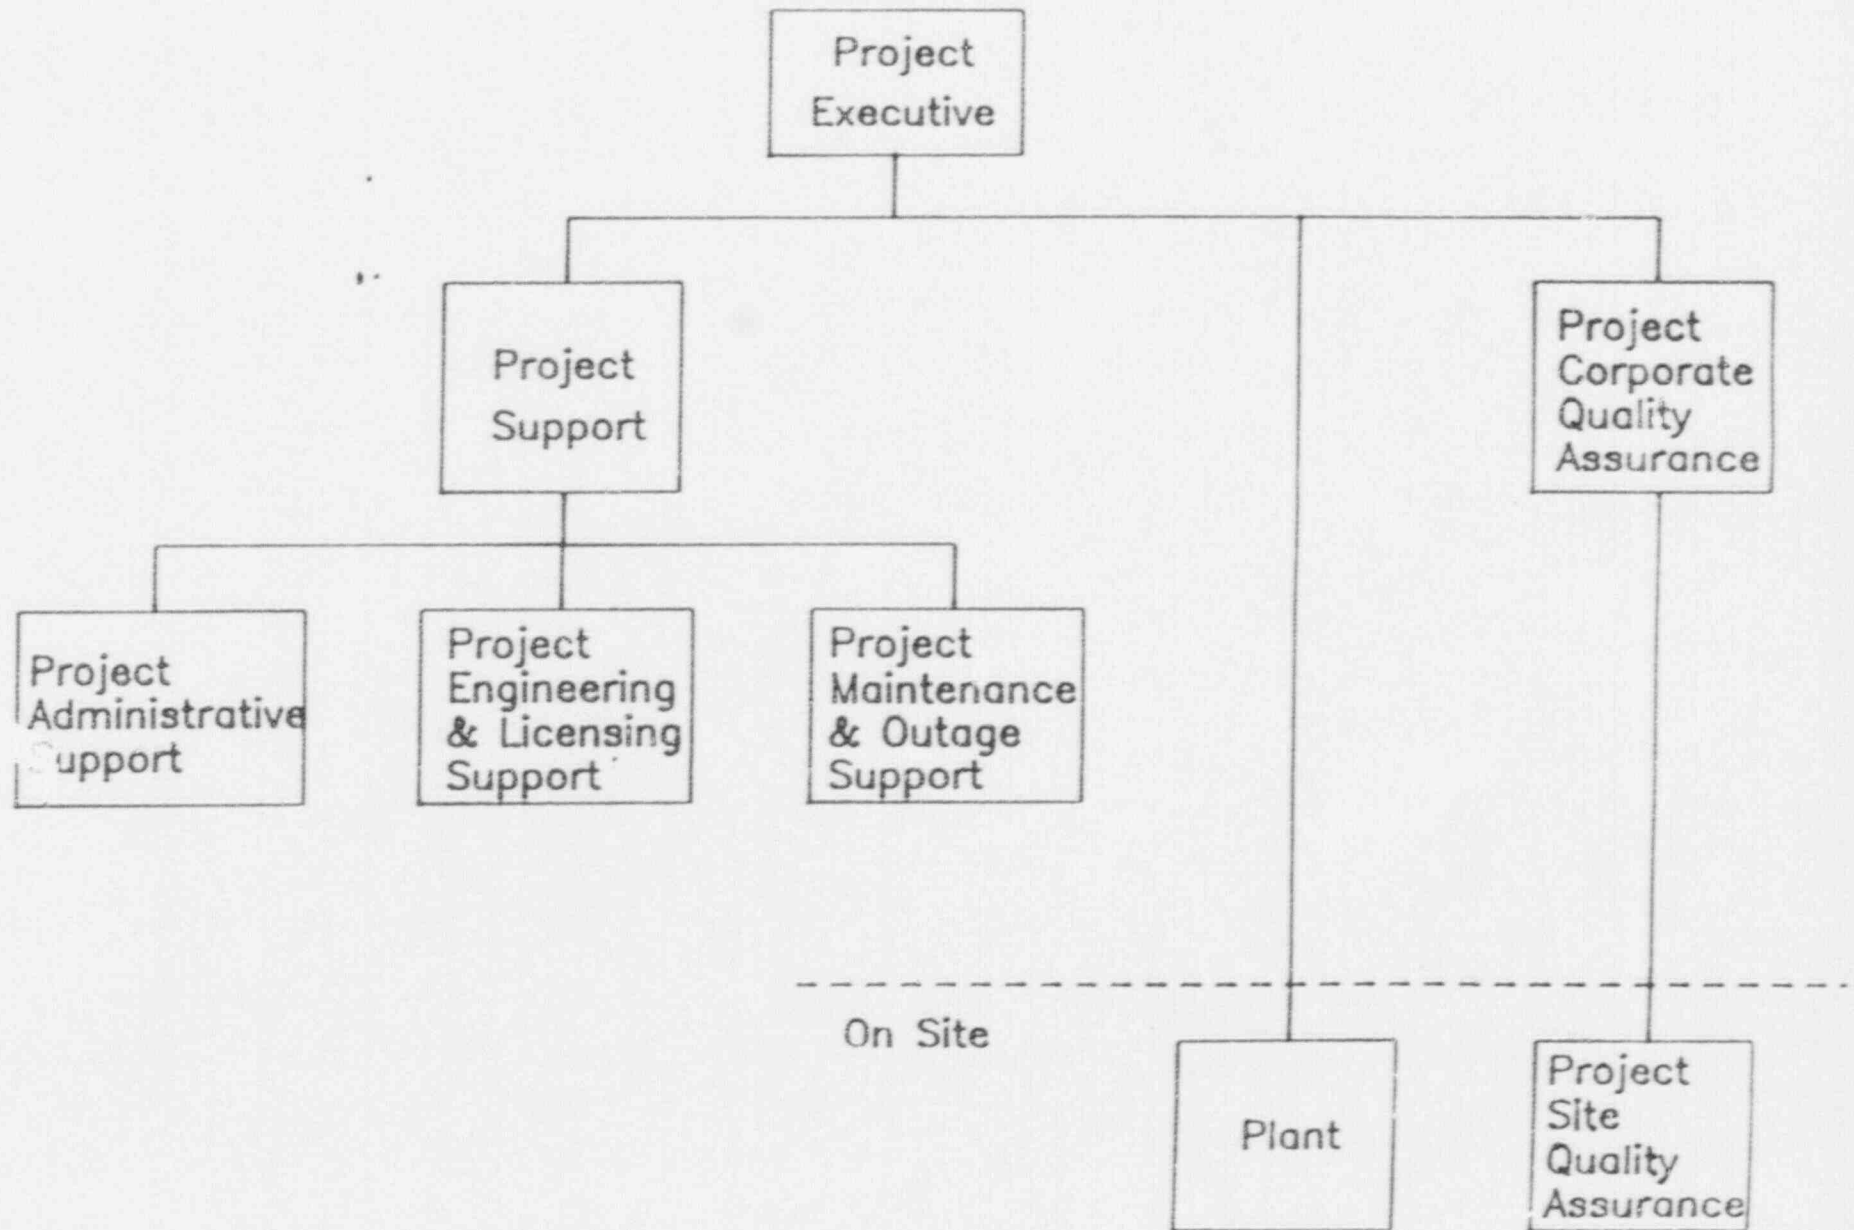 Project
Executive
Project
Support
Project
Corporate
Quality
Assurance
Project
Administrative
Support
Project
Engineering
& Licensing
Support
Project
Maintenance
& Outage
Support
On Site
Plant
Project
Site
Quality
Assurance